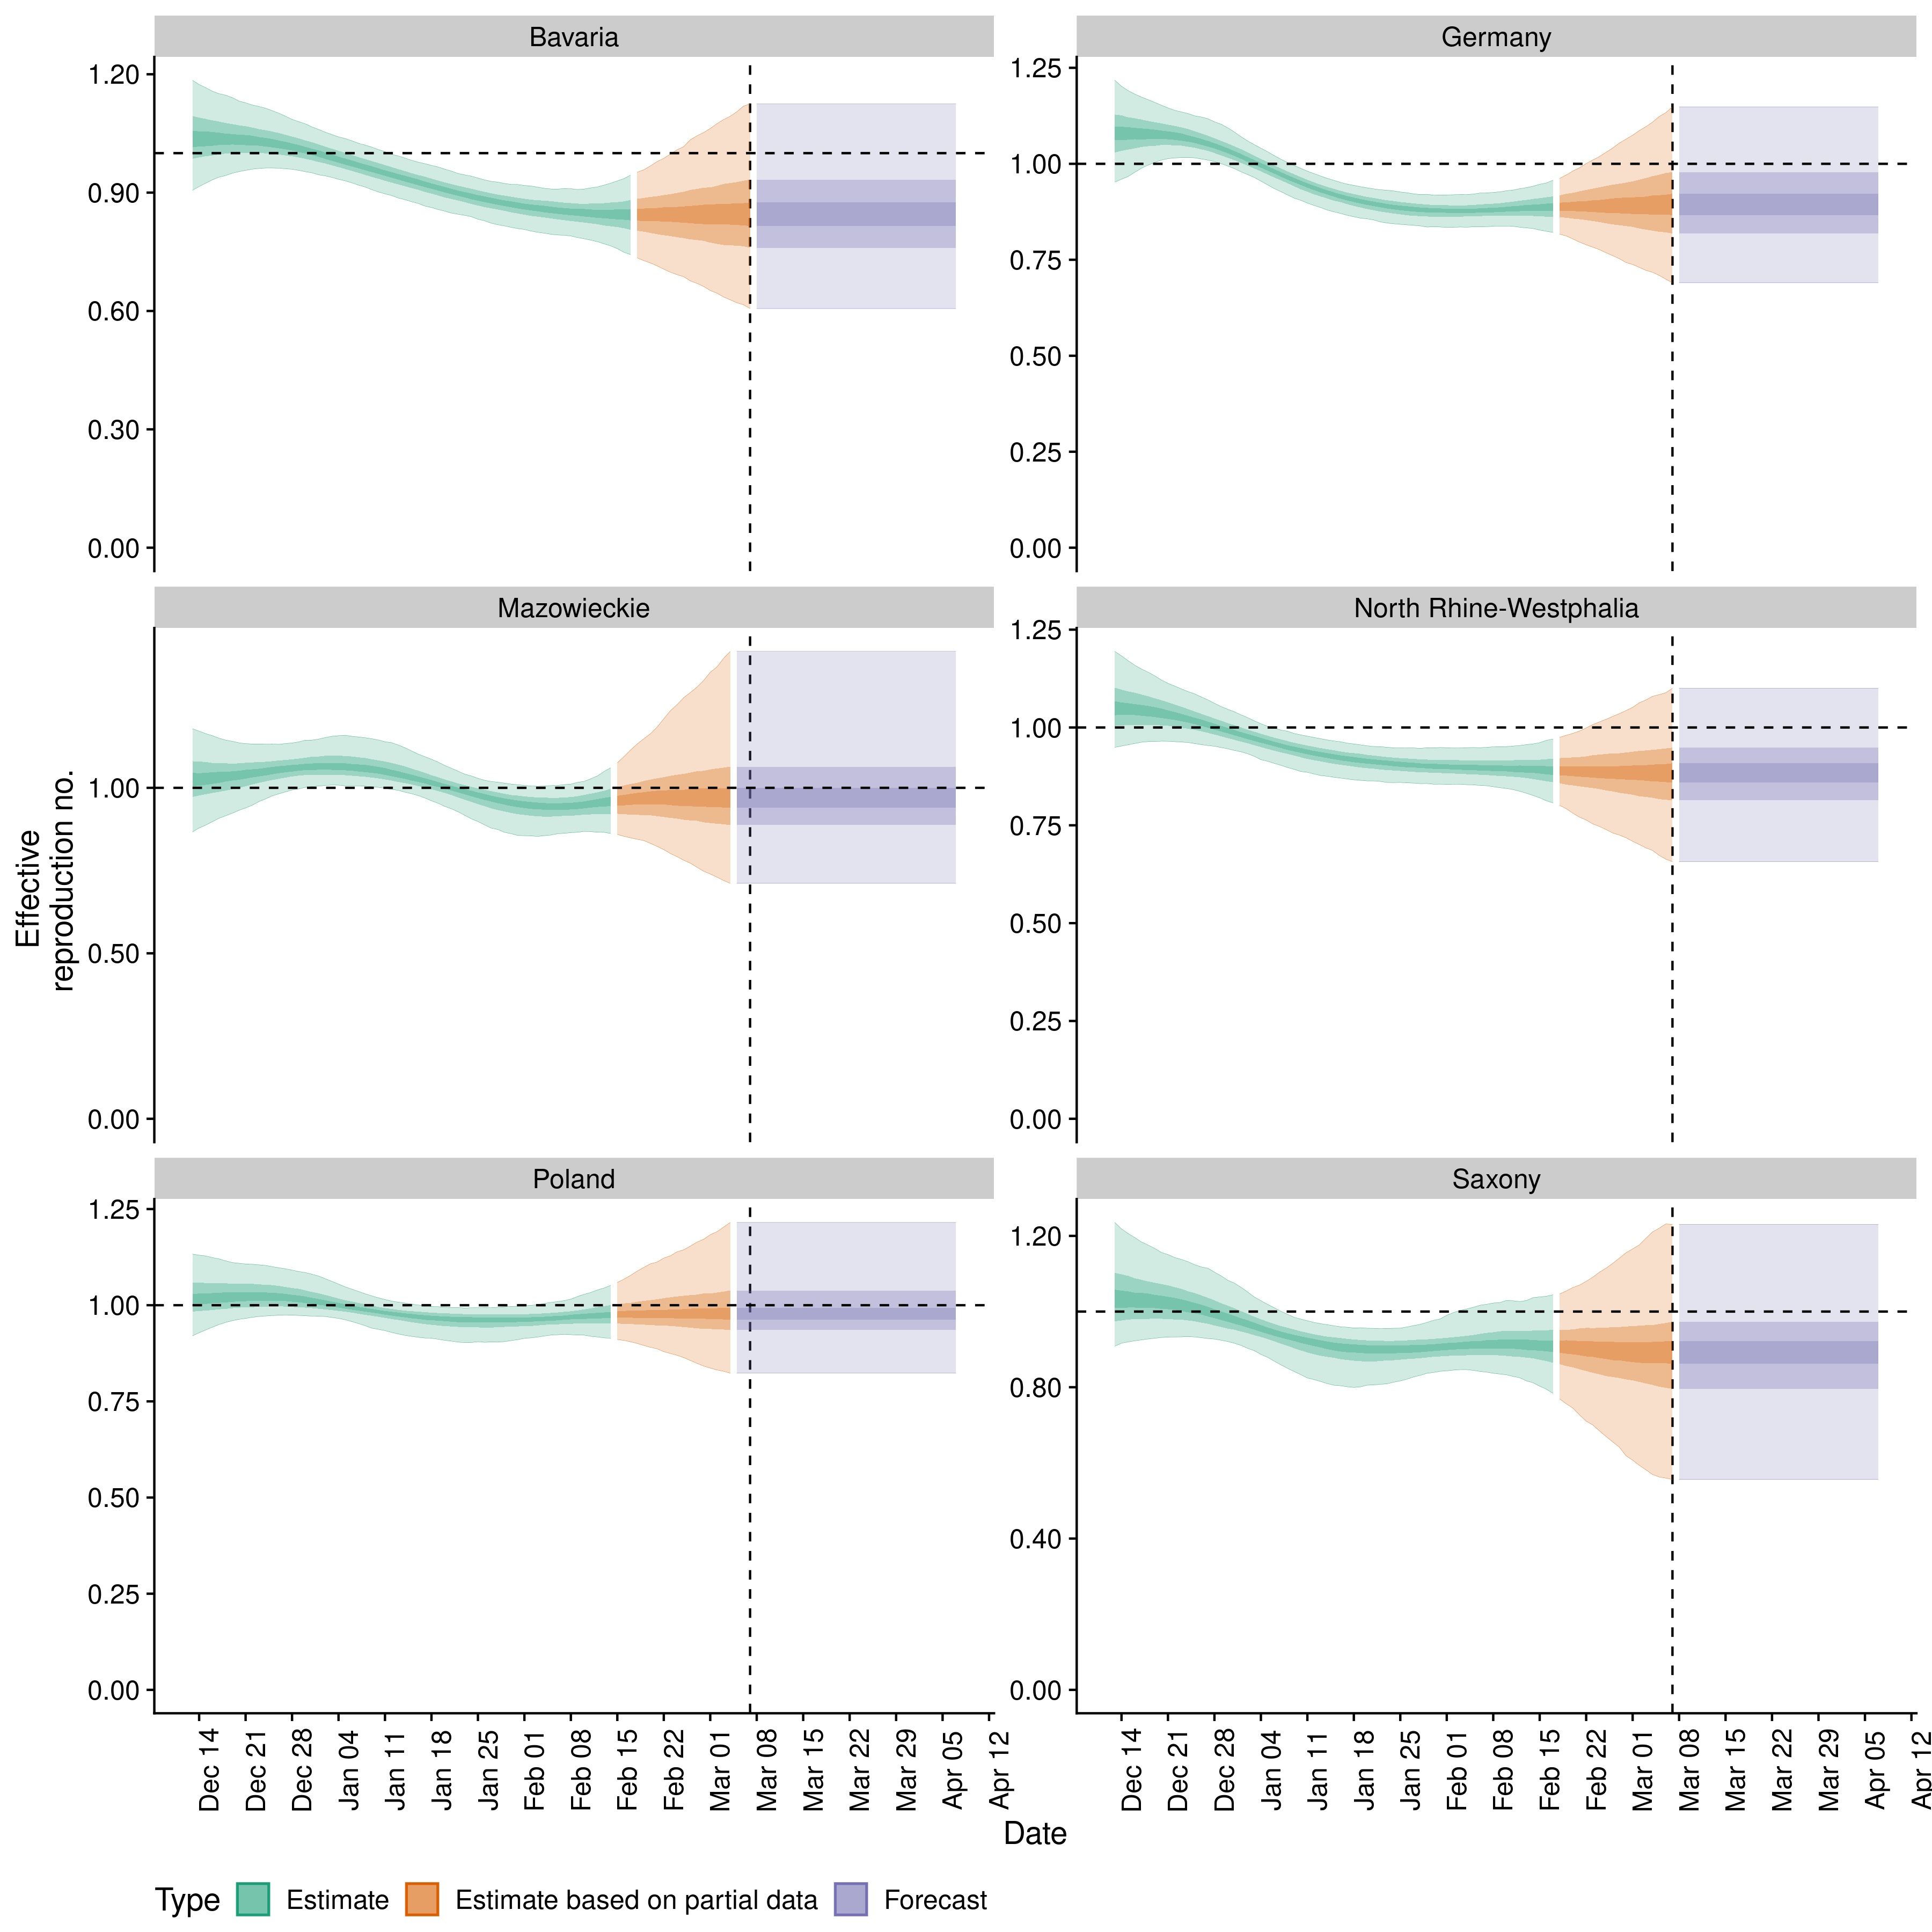 Bavaria
Germany
1.20
0.90
0.60
0.30
0.00
1.25
1.00
0.75
0.50
0.25
0.00
Mazowieckie
North Rhine-Westphalia
1.00
0.50
0.00
1.25
1.00
0.75
0.50
0.25
0.00
Effective
reproduction no.
Poland
Saxony
1.25
1.00
0.75
0.50
0.25
0.00
1.20
0.80
0.40
0.00
Dec 14
Dec 21
Dec 28
Jan 04
Jan 11
Jan 18
Jan 25
Feb 01
Feb 08
Feb 15
Feb 22
Mar 01
Mar 08
Mar 15
Mar 22
Mar 29
Apr 05
Apr 12
Dec 14
Dec 21
Dec 28
Jan 04
Jan 11
Jan 18
Jan 25
Feb 01
Feb 08
Feb 15
Feb 22
Mar 01
Mar 08
Mar 15
Mar 22
Mar 29
Apr 05
Apr 12
Date
Type Estimate Estimate based on partial data Forecast